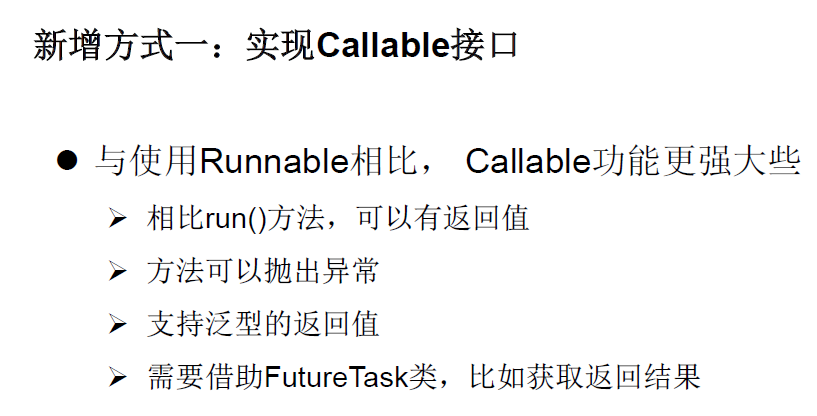 新增方式一：实现Callable接口
与使用Runnable相比， Callable功能更强大些
相比run()方法，可以有返回值
方法可以抛出异常
支持泛型的返回值
需要借助FutureTask类，比如获取返回结果